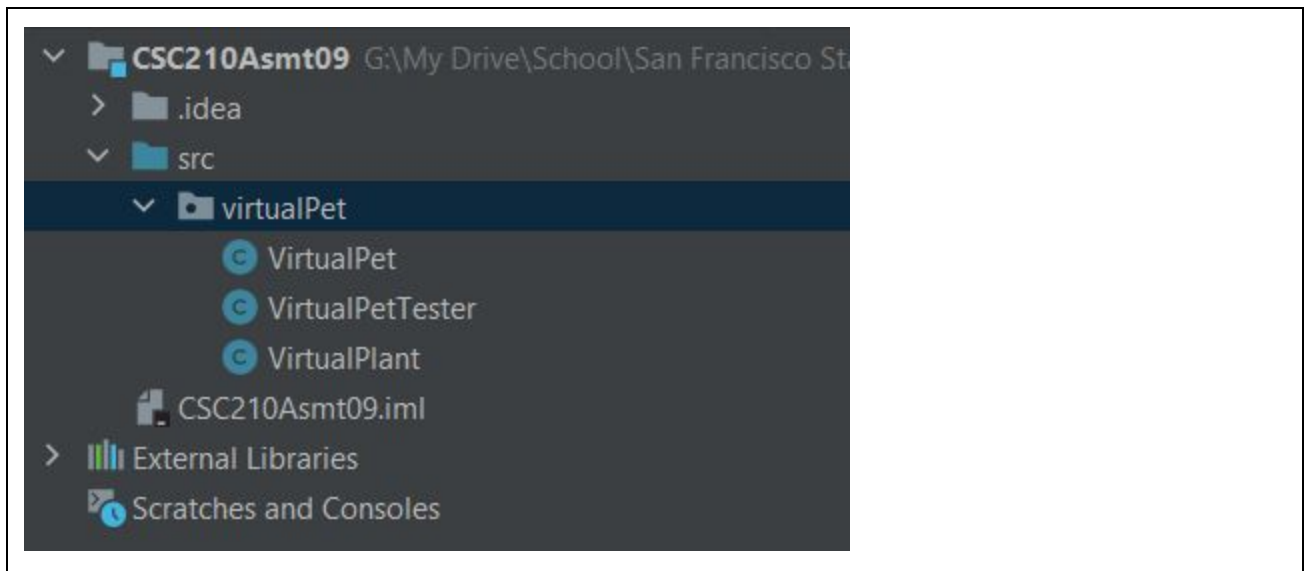 CSC210Asmt09 G:\My Drive\School\San Francisco St
.idea
src
virtualPet
C VirtualPet
C VirtualPetTester
C VirtualPlant
CSC210Asmt09.iml
External Libraries
Scratches and Consoles